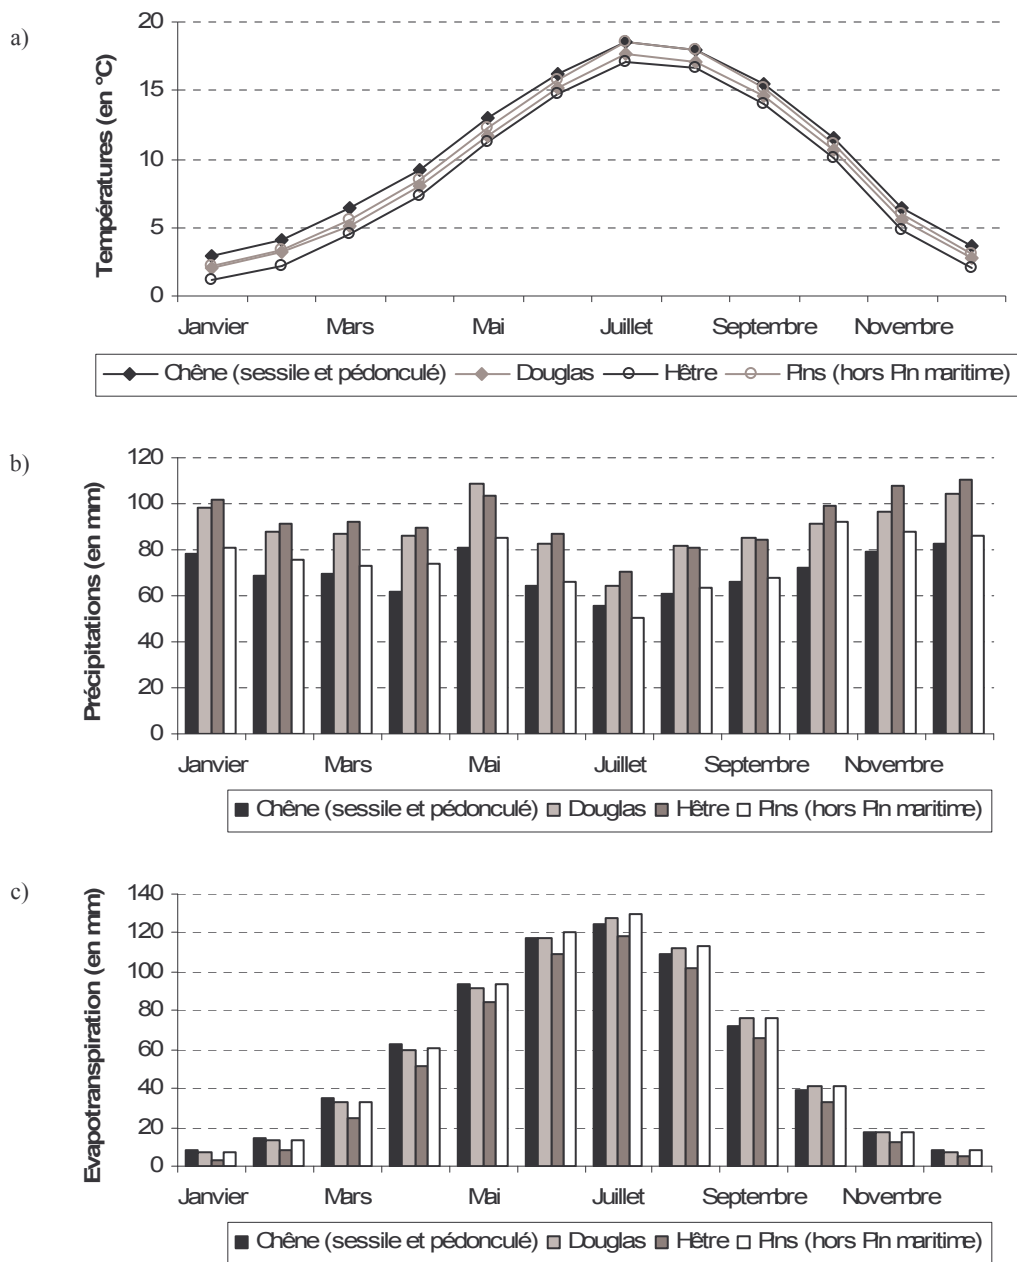 a)
Températures (en °C)
20
15
10
5
0
Janvier Mars Mai Juillet Septembre Novembre
Chêne (sessile et pédonculé) Douglas Hêtre Pins (hors Pin maritime)
b)
Précipitations (en mm)
120
100
80
60
40
20
0
Janvier Mars Mai Juillet Septembre Novembre
Chêne (sessile et pédonculé) Douglas Hêtre Pins (hors Pin maritime)
c)
Evapotranspiration (en mm)
140
120
100
80
60
40
20
0
Janvier Mars Mai Juillet Septembre Novembre
Chêne (sessile et pédonculé) Douglas Hêtre Pins (hors Pin maritime)